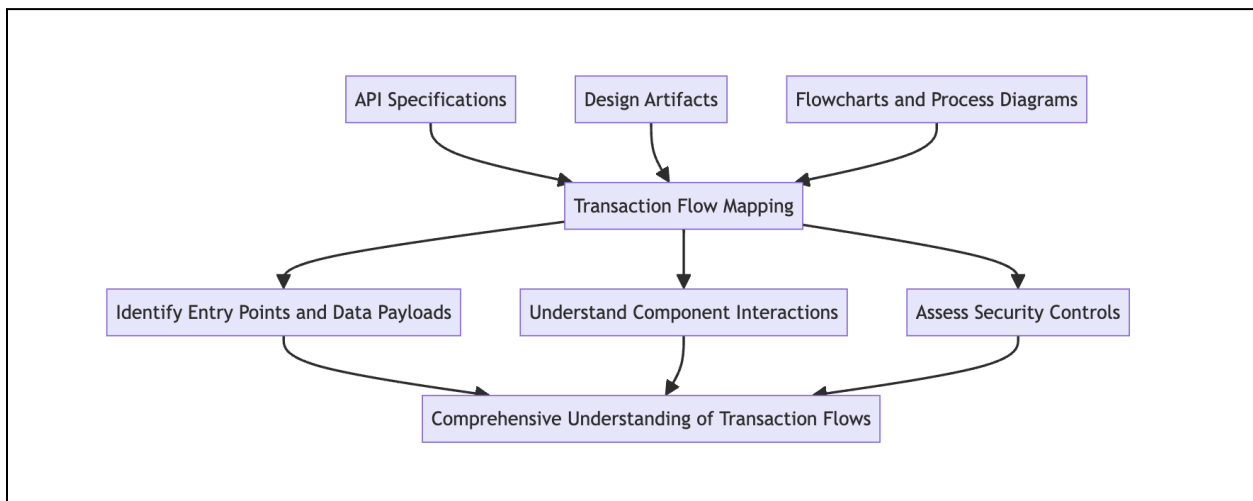 API Specifications
Design Artifacts
Flowcharts and Process Diagrams
Transaction Flow Mapping
Identify Entry Points and Data Payloads
Understand Component Interactions
Assess Security Controls
Comprehensive Understanding of Transaction Flows